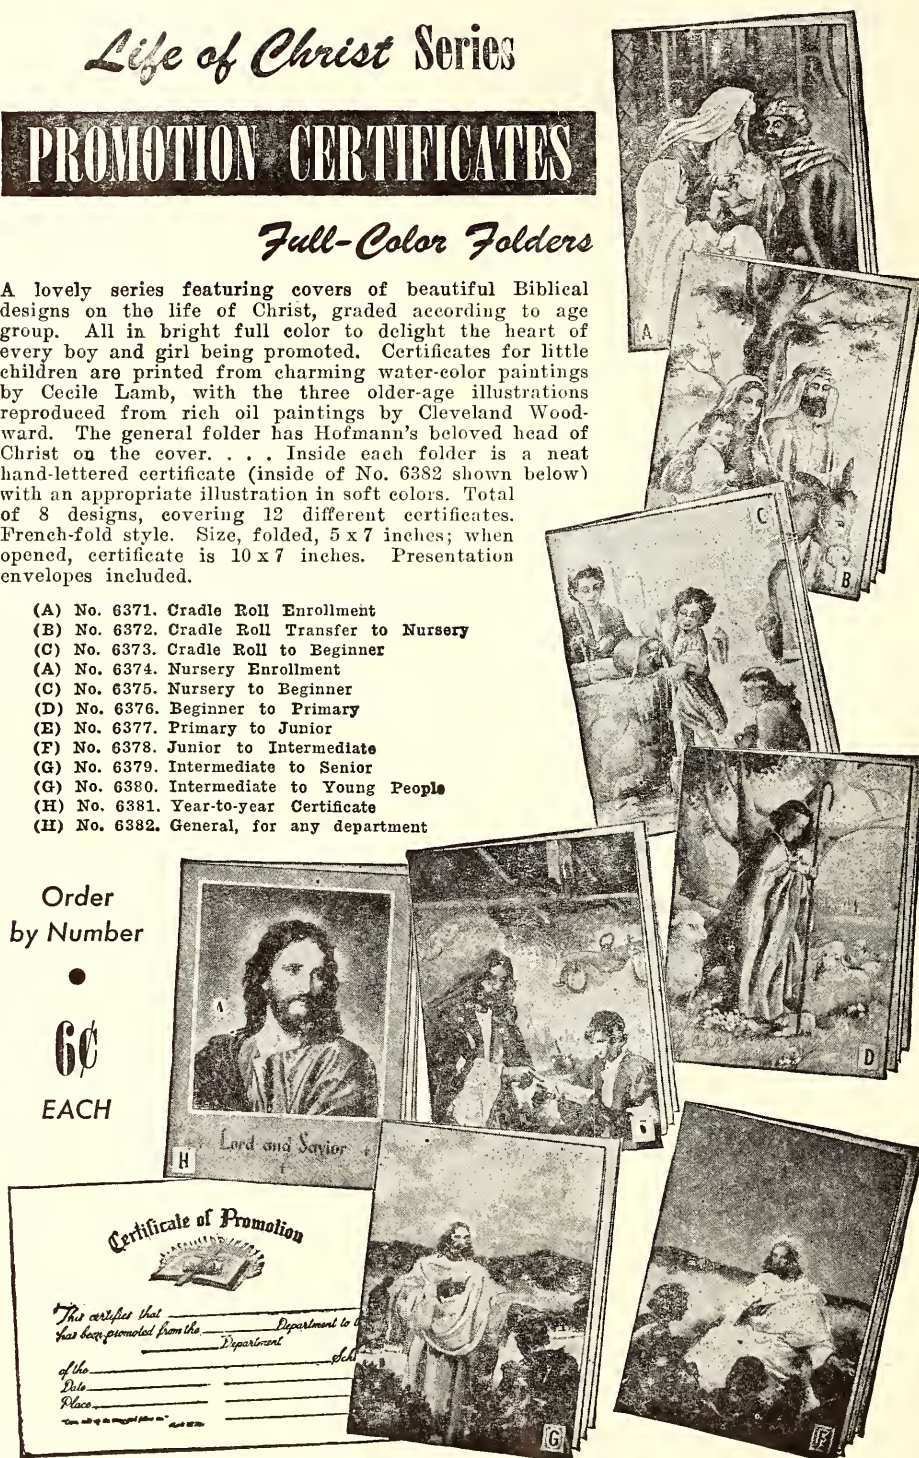 Life of Christ Series
PROMOTION CERTIFICATES
Full-Color Folders
A lovely series featuring covers of beautiful Biblical
designs on the life of Christ, graded according to age
group. All in bright full color to delight the heart of
every boy and girl being promoted. Certificates for little
children are printed from charming water-color paintings
by Cecile Lamb, with the three older-age illustrations
reproduced from rich oil paintings by Cleveland Wood-
ward. The general folder has Hofmann's beloved head of
Christ on the cover. . . . Inside each folder is a neat
hand-lettered certificate (inside of No. 6382 shown below)
with an appropriate illustration in soft colors. Total
of 8 designs, covering 12 different certificates.
French-fold style. Size, folded, 5 x 7 inches; when
opened, certificate is 10 x 7 inches. Presentation
envelopes included.
(A) No. 6371. Cradle Roll Enrollment
(B) No. 6372. Cradle Roll Transfer to Nursery
(C) No. 6373. Cradle Roll to Beginner
(A) No. 6374. Nursery Enrollment
(C) No. 6375. Nursery to Beginner
(D) No. 6376. Beginner to Primary
(E) No. 6377. Primary to Junior
(F) No. 6378. Junior to Intermediate
(G) No. 6379. Intermediate to Senior
(G) No. 6380. Intermediate to Young People
(H) No. 6381. Year-to-year Certificate
(H) No. 6382. General, for any department
Order
by Number
6¢
EACH
A
B
C
D
Lord and Savior
H
G
F
Certificate of Promotion
This certifies that
has been promoted from the Department to
Department
of the
Date
Place